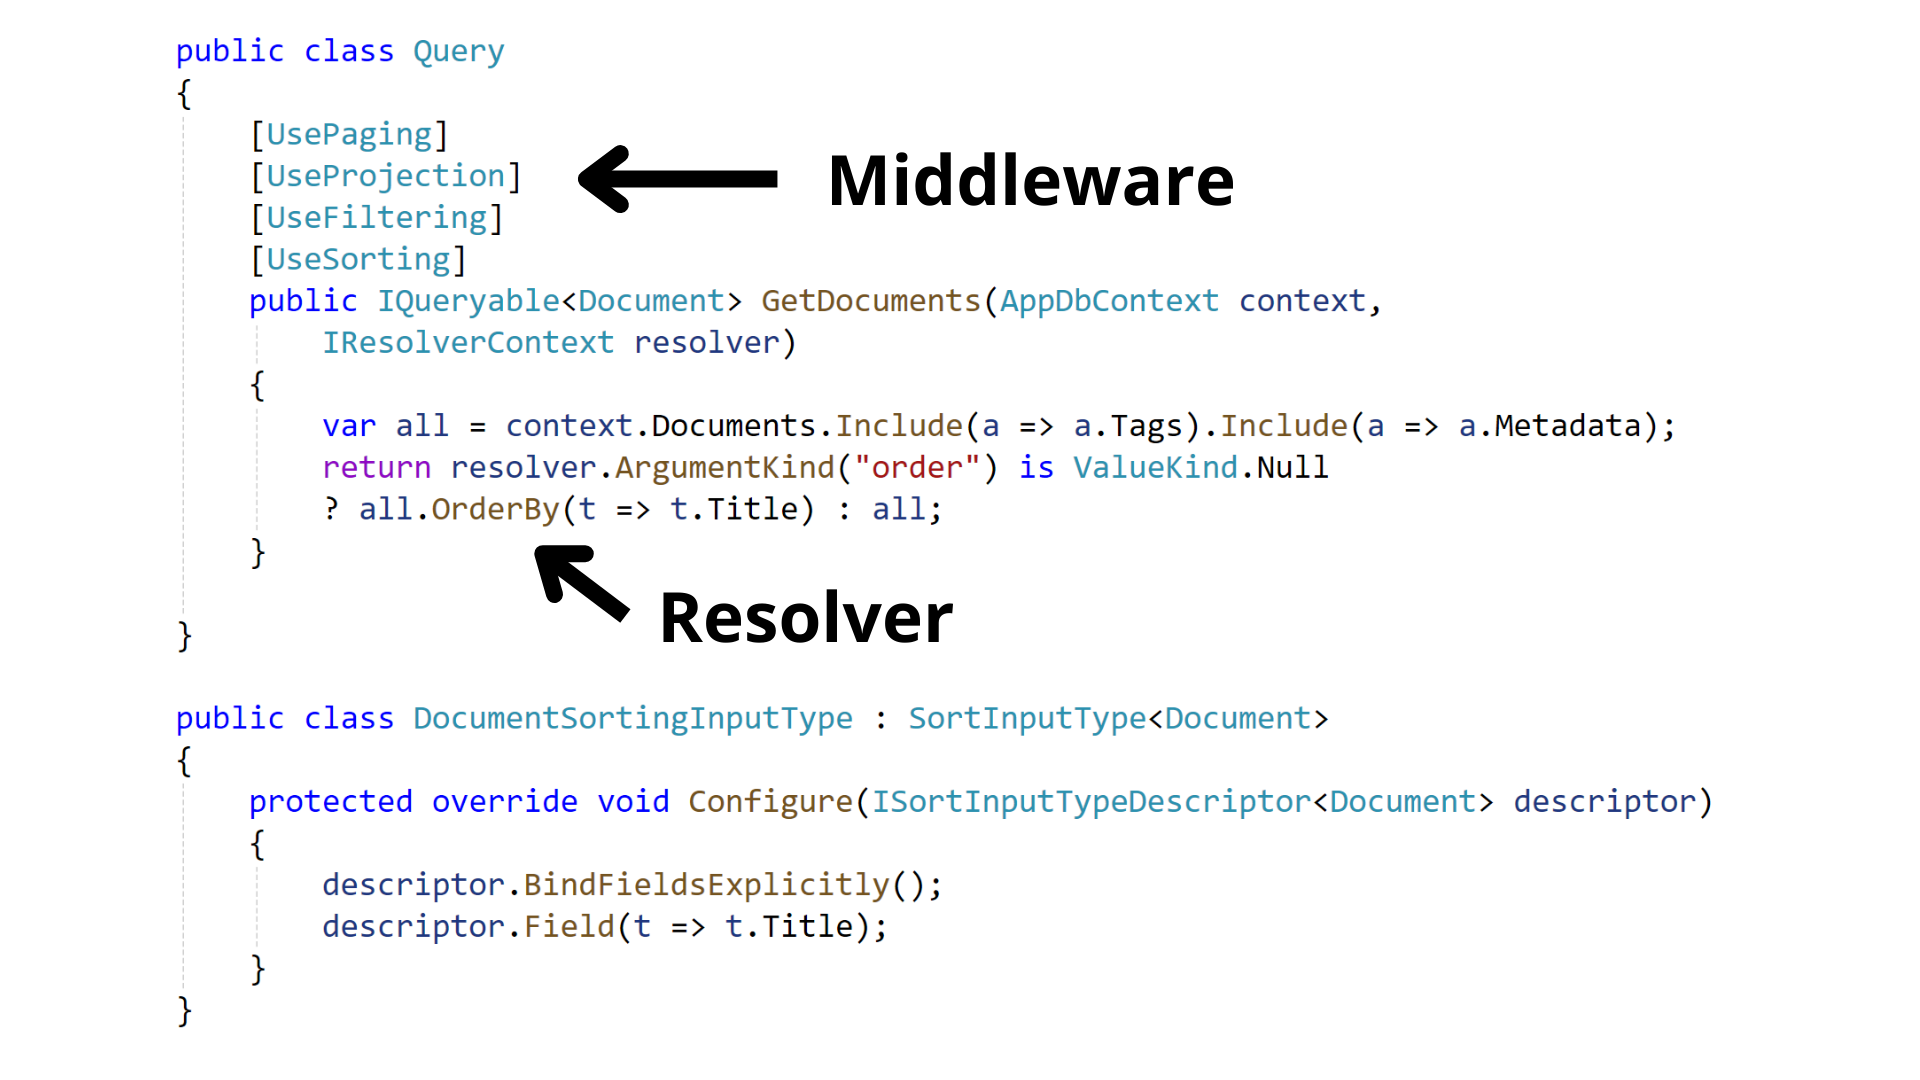 public class Query
{
[UsePaging]
[UseProjection]
Middleware
[UseFiltering]
[UseSorting]
public IQueryable<Document> GetDocuments(AppDbContext context,
IResolverContext resolver)
{
var all = context.Documents.Include(a => a.Tags).Include(a => a.Metadata);
return resolver.ArgumentKind("order") is ValueKind.Null
? all.OrderBy(t => t.Title) : all;
}
Resolver
}
public class DocumentSortingInputType : SortInputType<Document>
{
protected override void Configure(ISortInputTypeDescriptor<Document> descriptor)
{
descriptor.BindFieldsExplicitly();
descriptor.Field(t => t.Title);
}
}